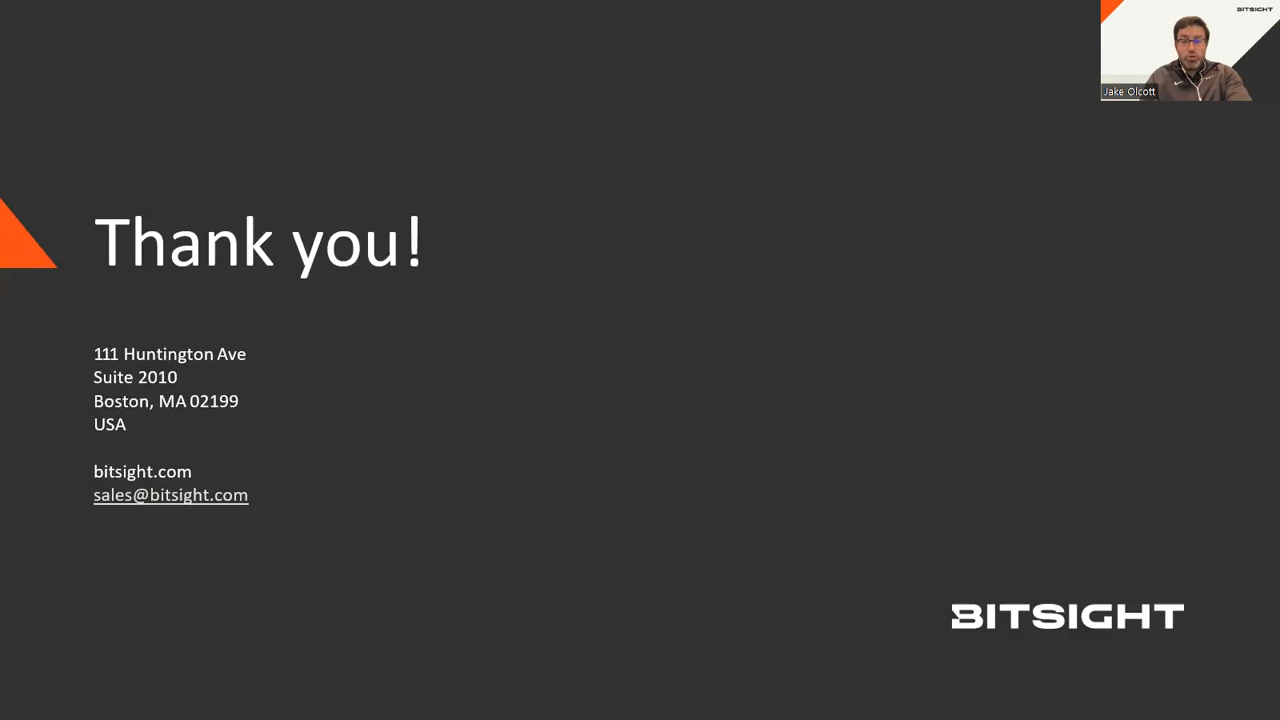 BITSIGHT
Jake Olcott
Thank you!
111 Huntington Ave
Suite 2010
Boston, MA 02199
USA
bitsight.com
sales@bitsight.com
BITSIGHT